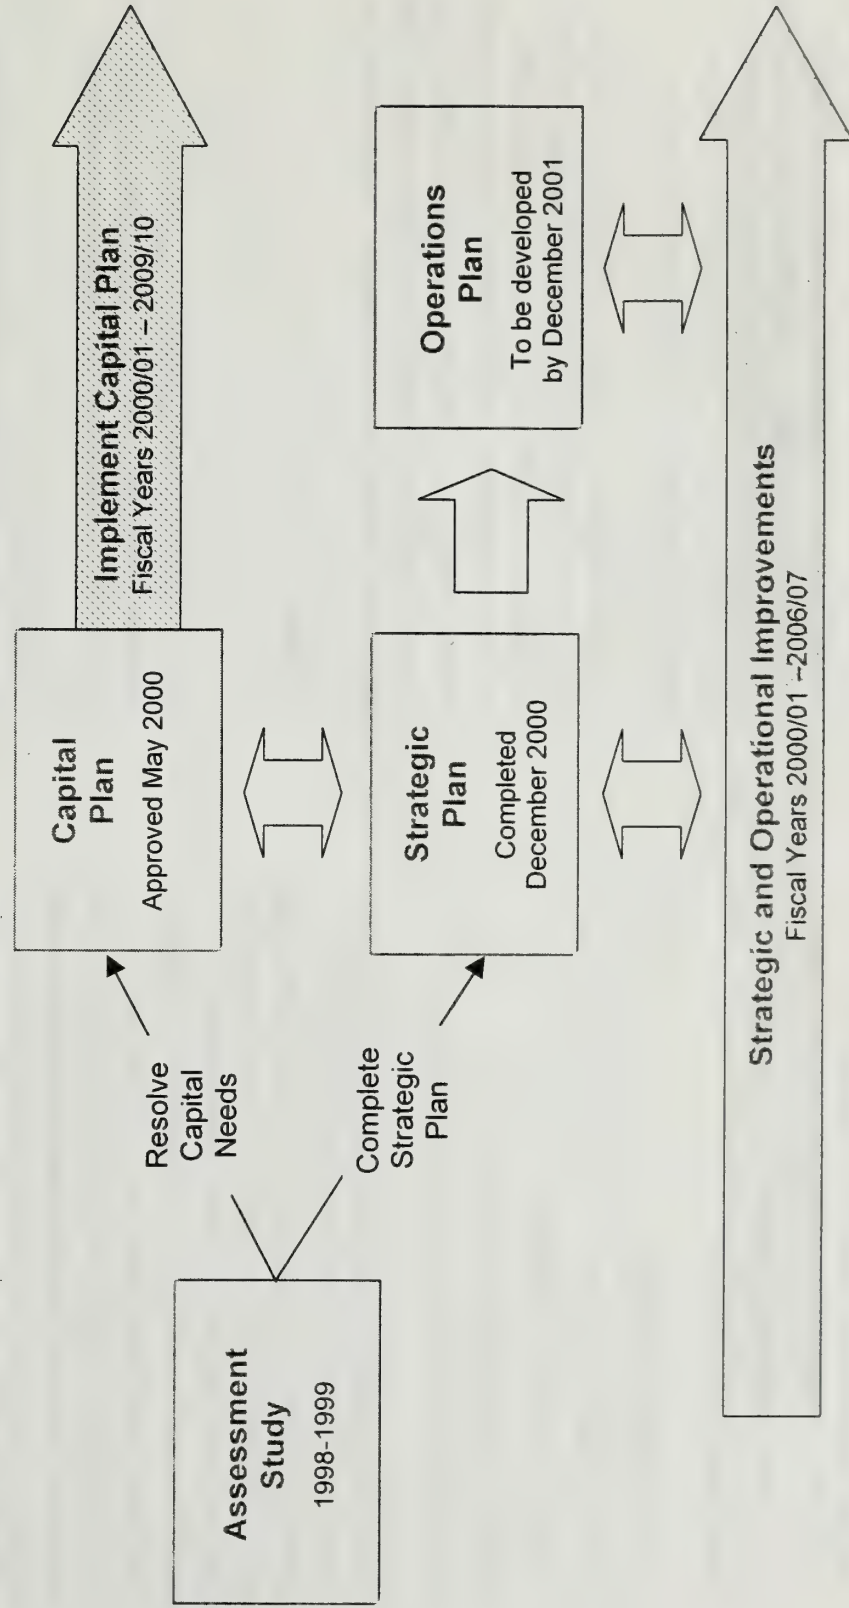 Assessment
Study
1998-1999
Resolve
Capital
Needs
Complete
Strategic
Plan
Capital
Plan
Approved May 2000
Strategic
Plan
Completed
December 2000
Implement Capital Plan
Fiscal Years 2000/01 – 2009/10
Operations
Plan
To be developed
by December 2001
Strategic and Operational Improvements
Fiscal Years 2000/01 –2006/07